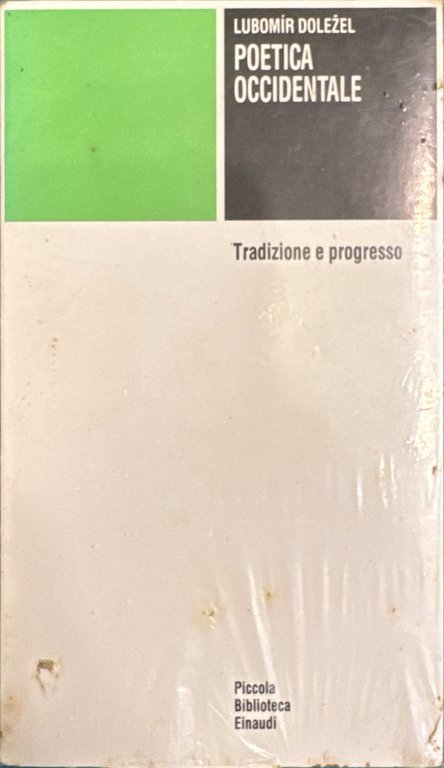 LUBOMÍR DOLEŽEL
POETICA
OCCIDENTALE
Tradizione e progresso
Piccola
Biblioteca
Einaudi